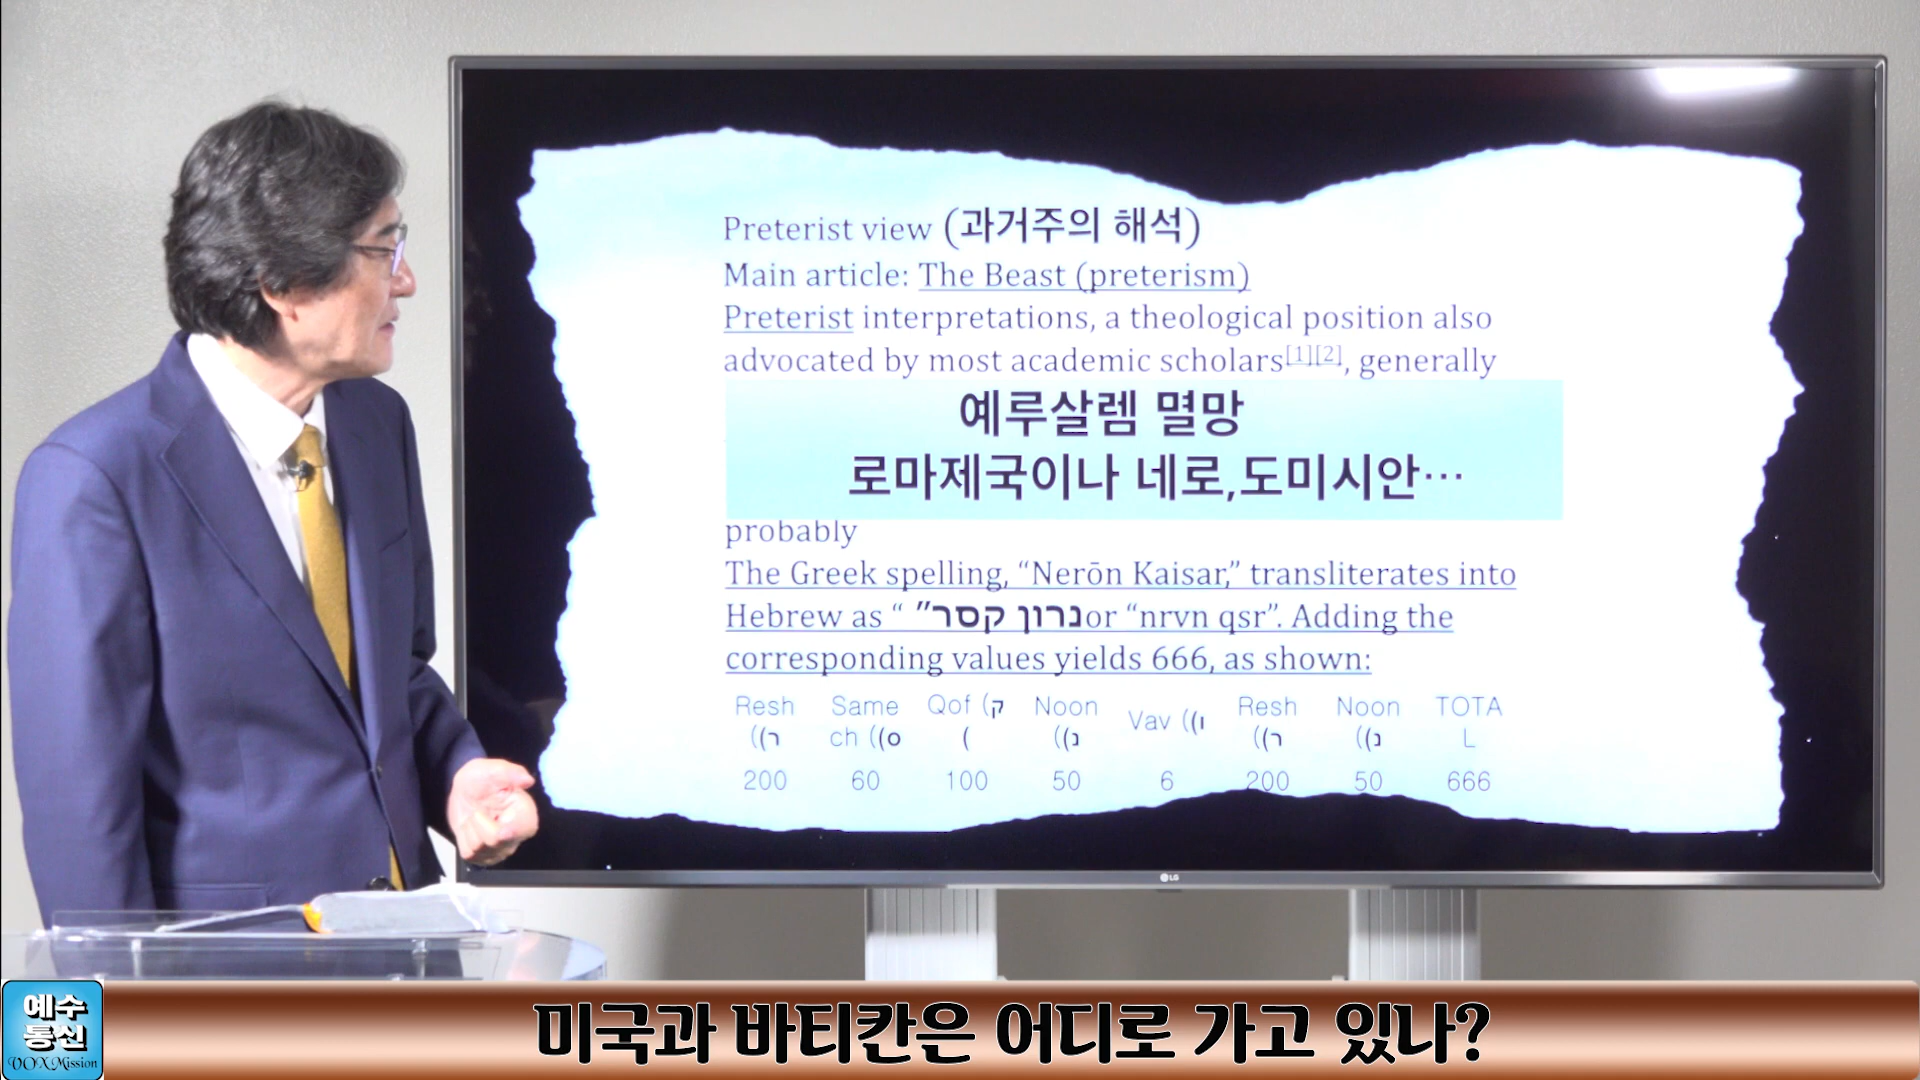 Preterist view (과거주의 해석)
Main article: The Beast (preterism)
Preterist interpretations, a theological position also
advocated by most academic scholars[1][2], generally
예루살렘 멸망
로마제국이나 네로,도미시안…
probably
The Greek spelling, “Nerōn Kaisar,” transliterates into
Hebrew as “ ”נרון קסרor “nrvn qsr”. Adding the
corresponding values yields 666, as shown:
Resh ((ר Same ch ((ס Qof (ק ( Noon ((נ Vav ((ו Resh ((ר Noon ((נ TOTA L
200 60 100 50 6 200 50 666
LG
예수
통신
VOX Mission
미국과 바티칸은 어디로 가고 있나?